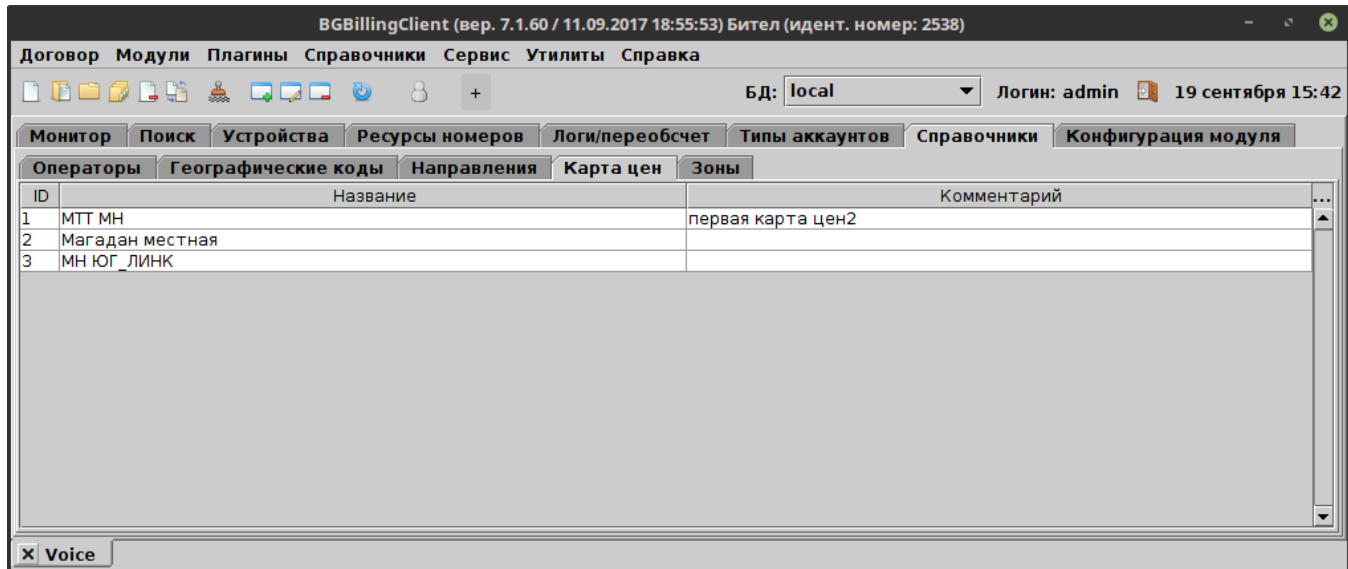 BGBillingClient (вер. 7.1.60 / 11.09.2017 18:55:53) Бител (идент. номер: 2538)
Договор Модули Плагины Справочники Сервис Утилиты Справка
+ БД: local Логин: admin 19 сентября 15:42
Монитор Поиск Устройства Ресурсы номеров Логи/переобсчет Типы аккаунтов Справочники Конфигурация модуля
Операторы Географические коды Направления Карта цен Зоны
ID Название Комментарий ...
1 МТТ МН первая карта цен2
2 Магадан местная
3 МН ЮГ_ЛИНК
Voice